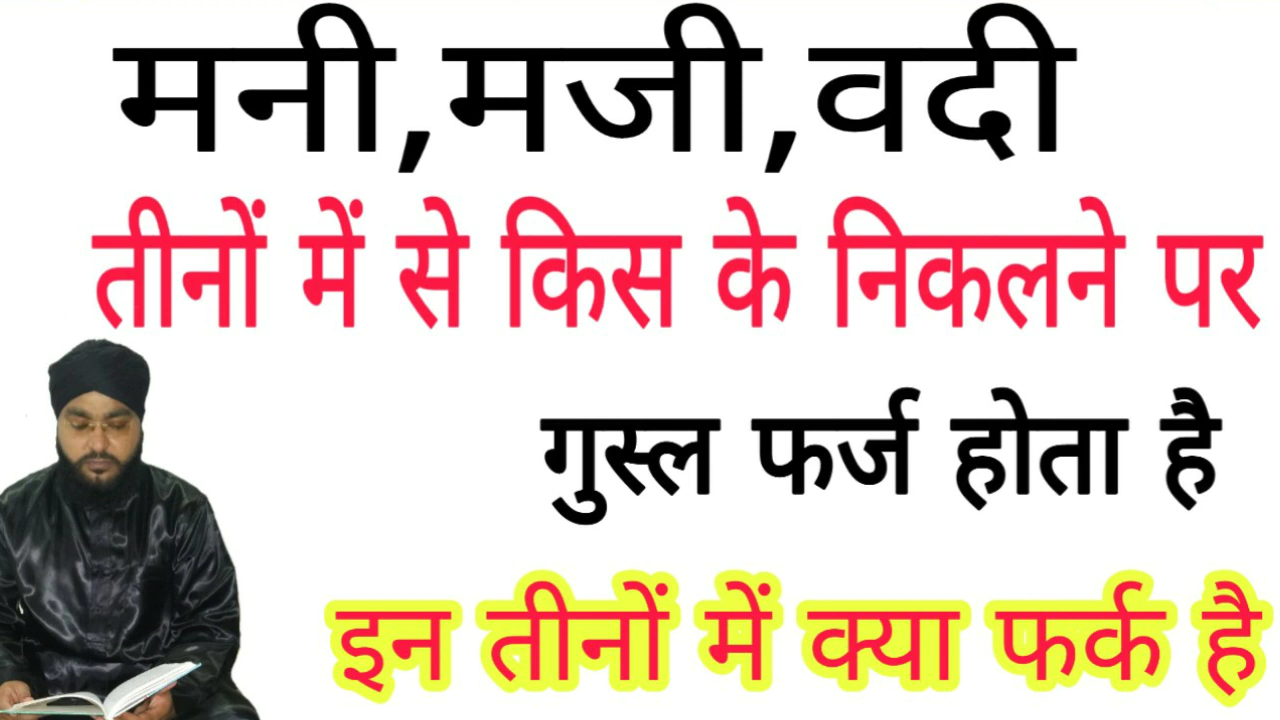 मनी,मजी,वदी
तीनों में से किस के निकलने पर
गुस्ल फर्ज होता है
इन तीनों में क्या फर्क है